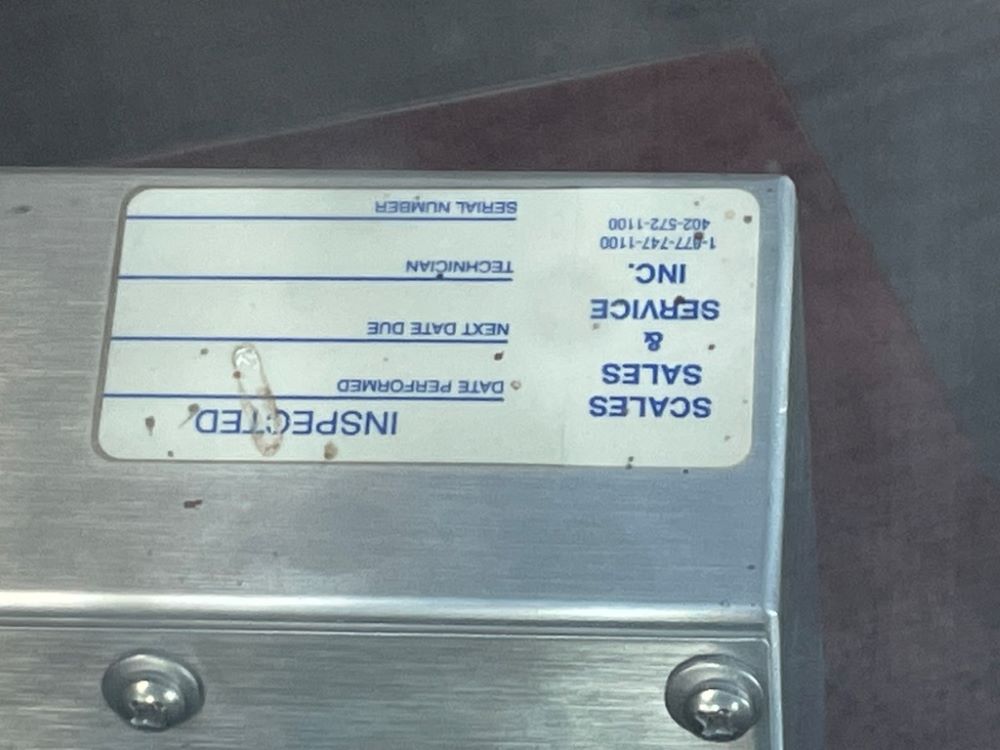 SCALES
SALES
&
SERVICE
INC.
1-877-747-1100
402-572-1100
INSPECTED
DATE PERFORMED
NEXT DATE DUE
TECHNICIAN
SERIAL NUMBER